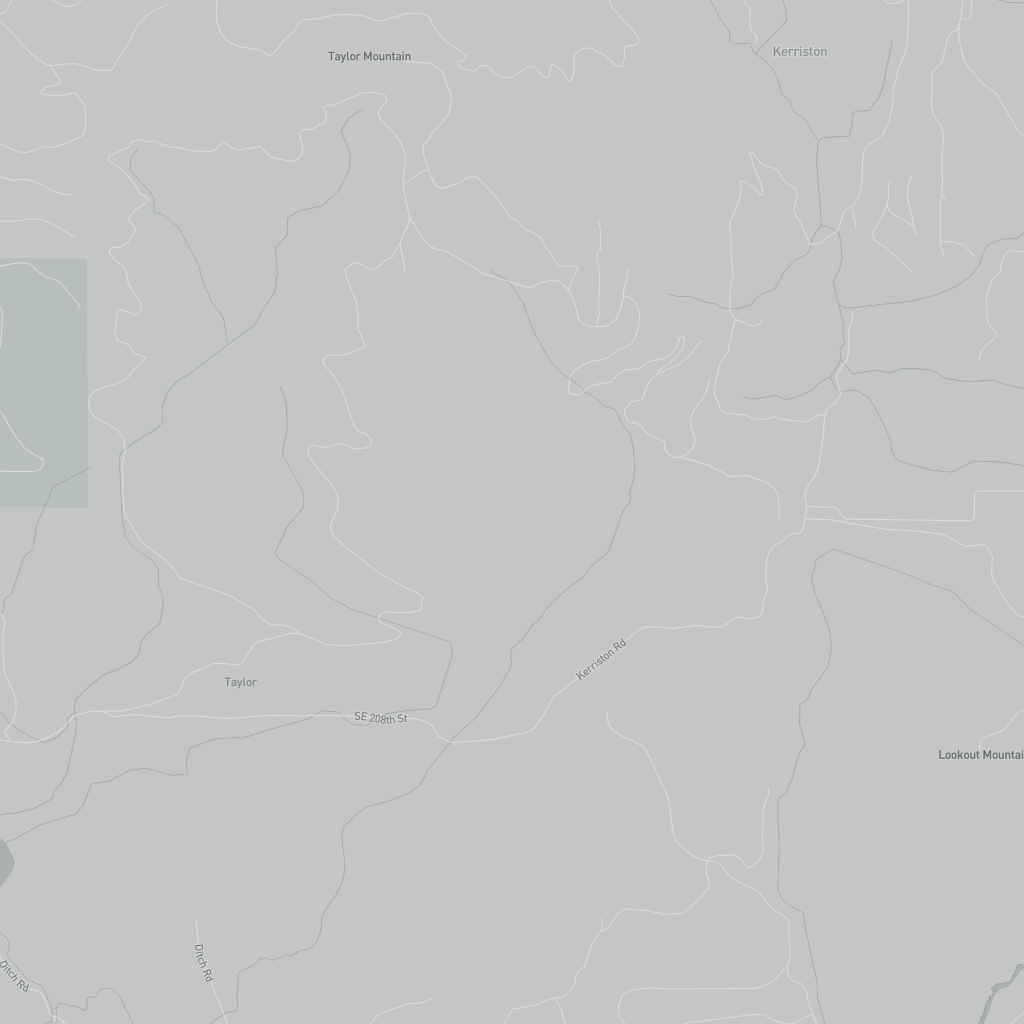 Kerriston
Taylor Mountain
Kerriston Rd
Taylor
SE 208th St
Lookout Mountai
Ditch Rd
Ditch Rd